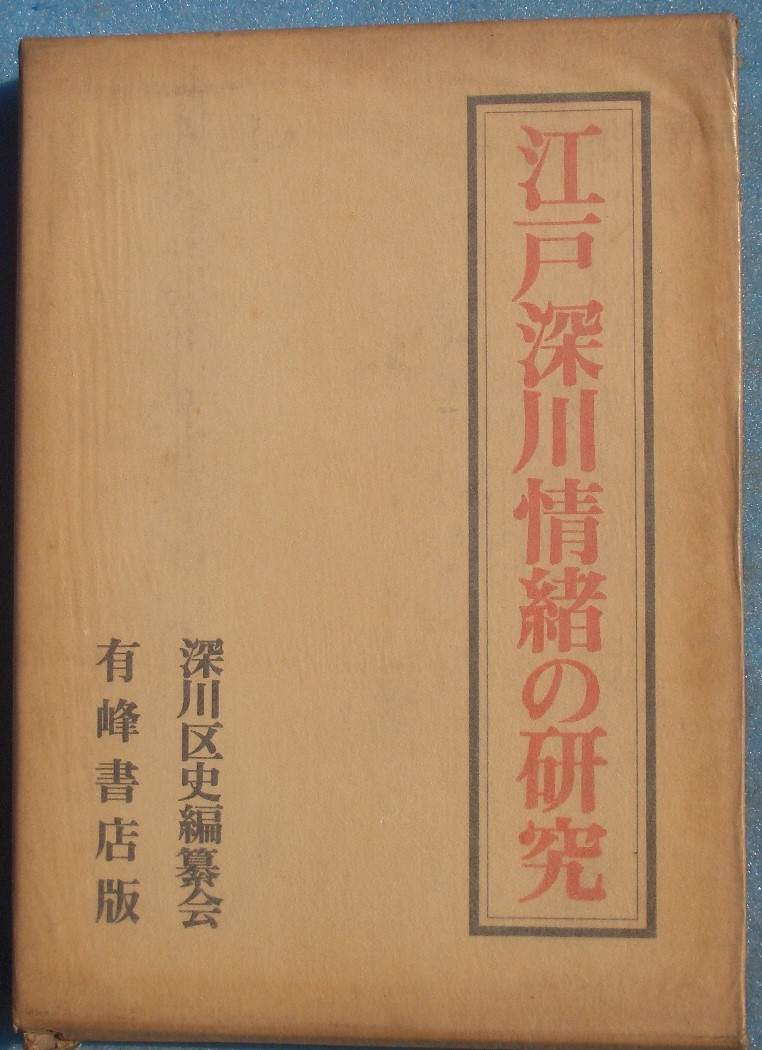 江戸深川情緒の研究
深川区史編纂会
有峰書店版